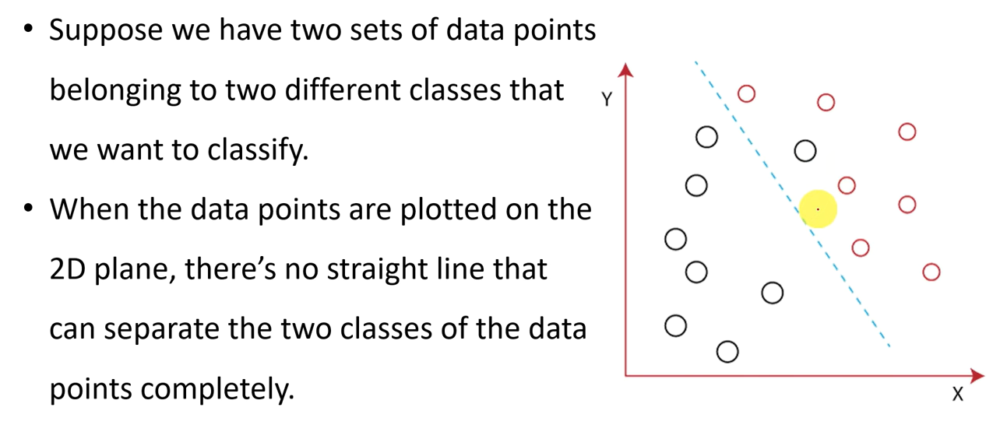 • Suppose we have two sets of data points
belonging to two different classes that
we want to classify.
• When the data points are plotted on the
2D plane, there’s no straight line that
can separate the two classes of the data
points completely.
Y
X